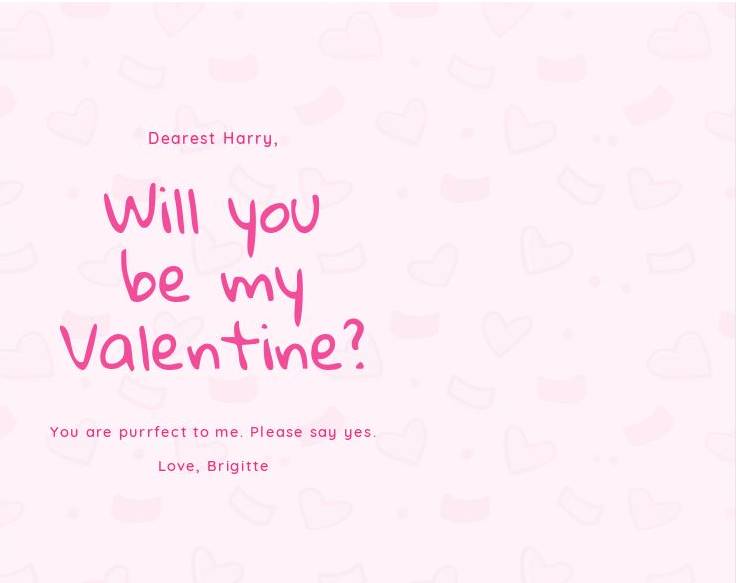 Dearest Harry,
Will you
be my
Valentine?
You are purrfect to me. Please say yes.
Love, Brigitte